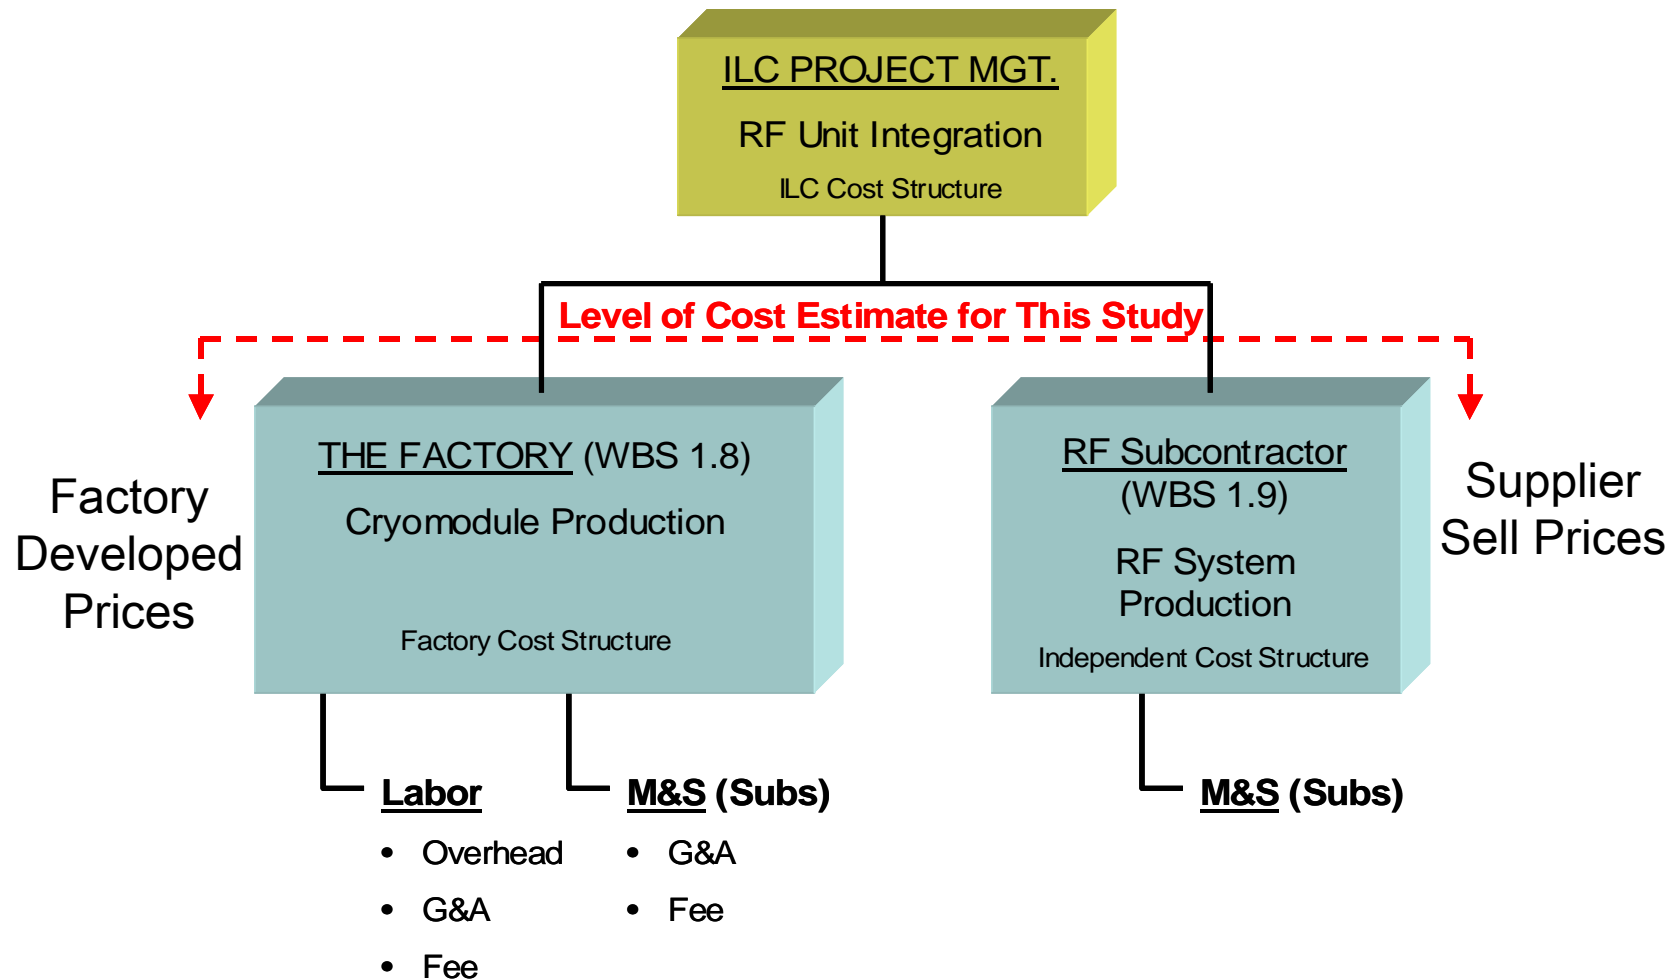 ILC PROJECT MGT.
RF Unit Integration
ILC Cost Structure
Level of Cost Estimate for This Study
Factory
Developed
Prices
THE FACTORY (WBS 1.8)
Cryomodule Production
Factory Cost Structure
RF Subcontractor
(WBS 1.9)
RF System
Production
Independent Cost Structure
Supplier
Sell Prices
Labor
• Overhead
• G&A
• Fee
M&S (Subs)
• G&A
• Fee
M&S (Subs)